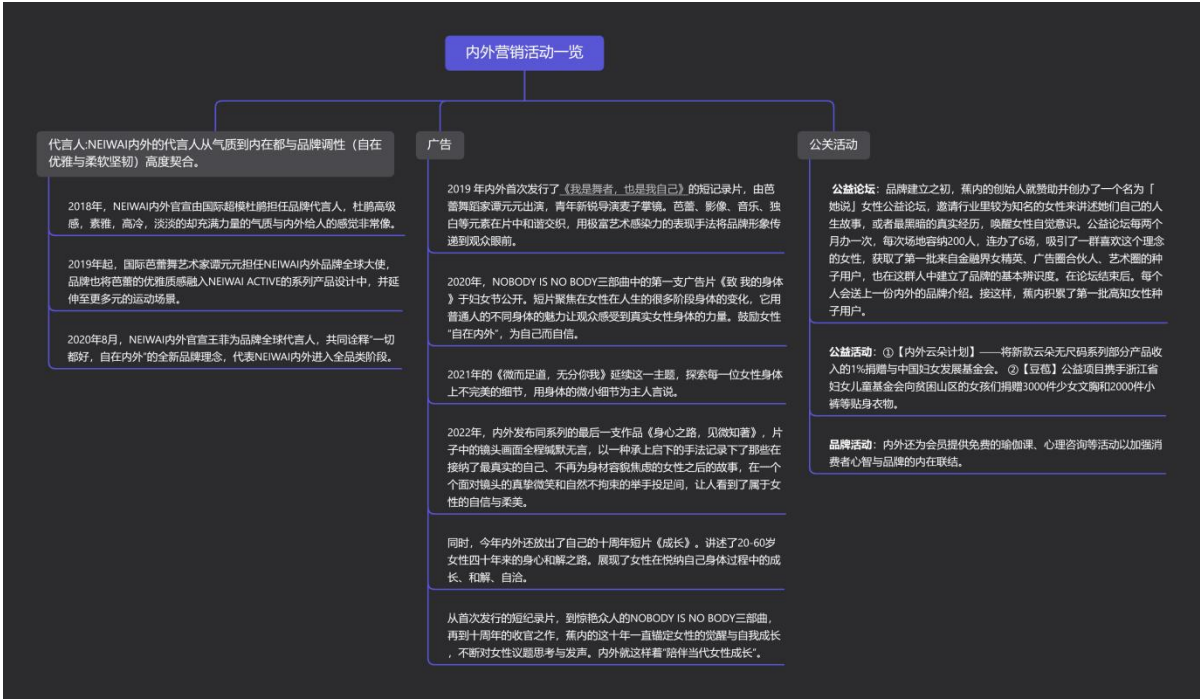 内外营销活动一览
代言人:NEIWAI内外的代言人从气质到内在都与品牌调性（自在
优雅与柔软坚韧）高度契合。
2018年，NEIWAI内外官宣由国际超模杜鹃担任品牌代言人，杜鹃高级
感，素雅，高冷，淡淡的却充满力量的气质与内外给人的感觉非常像。
2019年起，国际芭蕾舞艺术家谭元元担任NEIWAI内外品牌全球大使，
品牌也将芭蕾的优雅质感融入NEIWAI ACTIVE的系列产品设计中，并延
伸至更多元的运动场景。
2020年8月，NEIWAI内外官宣王菲为品牌全球代言人，共同诠释“一切
都好，自在内外”的全新品牌理念，代表NEIWAI内外进入全品类阶段。
广告
2019 年内外首次发行了《我是舞者，也是我自己》的短记录片，由芭
蕾舞蹈家谭元元出演，青年新锐导演麦子掌镜。芭蕾、影像、音乐、独
白等元素在片中和谐交织，用极富艺术感染力的表现手法将品牌形象传
递到观众眼前。
2020年，NOBODY IS NO BODY三部曲中的第一支广告片《致 我的身体
》于妇女节公开。短片聚焦在女性在人生的很多阶段身体的变化，它用
普通人的不同身体的魅力让观众感受到真实女性身体的力量。鼓励女性
“自在内外”，为自己而自信。
2021年的《微而足道，无分你我》延续这一主题，探索每一位女性身体
上不完美的细节，用身体的微小细节为主人言说。
2022年，内外发布同系列的最后一支作品《身心之路，见微知著》，片
子中的镜头画面全程缄默无言，以一种承上启下的手法记录下了那些在
接纳了最真实的自己、不再为身材容貌焦虑的女性之后的故事，在一个
个面对镜头的真挚微笑和自然不拘束的举手投足间，让人看到了属于女
性的自信与柔美。
同时，今年内外还放出了自己的十周年短片《成长》。讲述了20-60岁
女性四十年来的身心和解之路。展现了女性在悦纳自己身体过程中的成
长、和解、自洽。
从首次发行的短纪录片，到惊艳众人的NOBODY IS NO BODY三部曲，
再到十周年的收官之作，蕉内的这十年一直锚定女性的觉醒与自我成长
，不断对女性议题思考与发声。内外就这样着“陪伴当代女性成长”。
公关活动
公益论坛：品牌建立之初，蕉内的创始人就赞助并创办了一个名为「
她说」女性公益论坛，邀请行业里较为知名的女性来讲述她们自己的人
生故事，或者最黑暗的真实经历，唤醒女性自觉意识。公益论坛每两个
月办一次，每次场地容纳200人，连办了6场，吸引了一群喜欢这个理念
的女性，获取了第一批来自金融界女精英、广告圈合伙人、艺术圈的种
子用户，也在这群人中建立了品牌的基本辨识度。在论坛结束后。每个
人会送上一份内外的品牌介绍。接这样，蕉内积累了第一批高知女性种
子用户。
公益活动：①【内外云朵计划】——将新款云朵无尺码系列部分产品收
入的1%捐赠与中国妇女发展基金会。 ②【豆苞】公益项目携手浙江省
妇女儿童基金会向贫困山区的女孩们捐赠3000件少女文胸和2000件小
裤等贴身衣物。
品牌活动：内外还为会员提供免费的瑜伽课、心理咨询等活动以加强消
费者心智与品牌的内在联结。